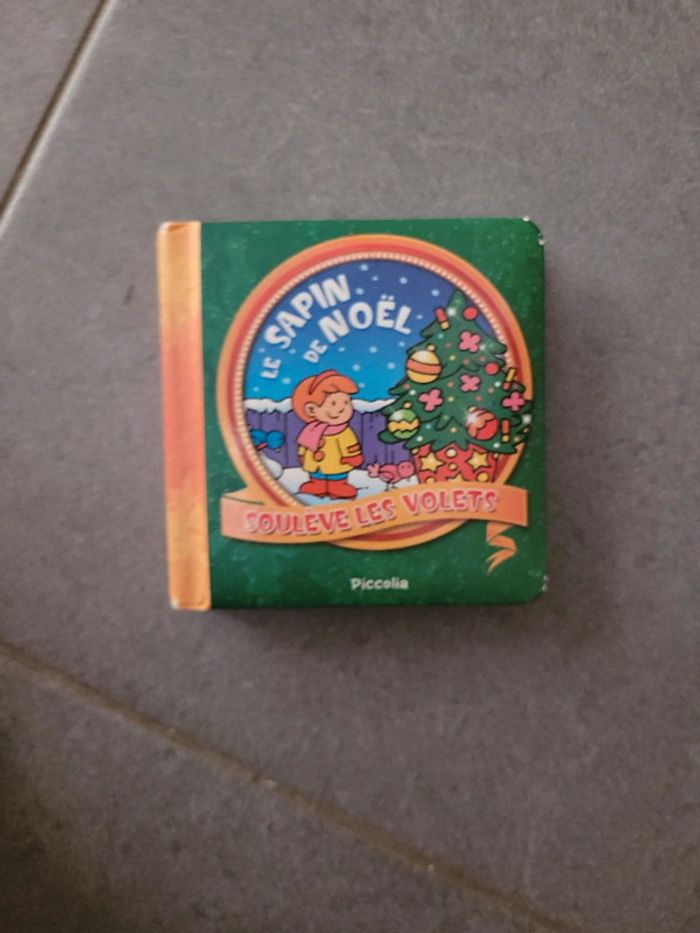 LE SAPIN
DE NOËL
SOULÈVE LES VOLETS
Piccolia